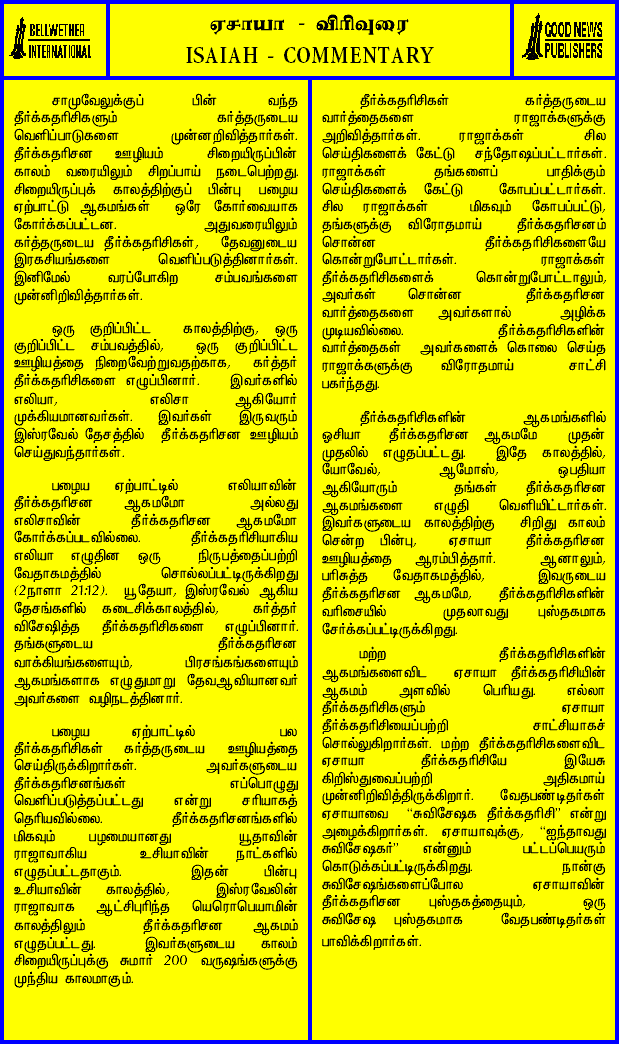 BELLWETHER
INTERNATIONAL
ஏசாயா - விரிவுரை
ISAIAH - COMMENTARY
GOOD NEWS
PUBLISHERS
சாமுவேலுக்குப் பின் வந்த
தீர்க்கதரிசிகளும் கர்த்தருடைய
வெளிப்பாடுகளை முன்னறிவித்தார்கள்.
தீர்க்கதரிசன ஊழியம் சிறையிருப்பின்
காலம் வரையிலும் சிறப்பாய் நடைபெற்றது.
சிறையிருப்புக் காலத்திற்குப் பின்பு பழைய
ஏற்பாட்டு ஆகமங்கள் ஒரே கோர்வையாக
கோர்க்கப்பட்டன. அதுவரையிலும்
கர்த்தருடைய தீர்க்கதரிசிகள், தேவனுடைய
இரகசியங்களை வெளிப்படுத்தினார்கள்.
இனிமேல் வரப்போகிற சம்பவங்களை
முன்னிறிவித்தார்கள்.
ஒரு குறிப்பிட்ட காலத்திற்கு, ஒரு
குறிப்பிட்ட சம்பவத்தில், ஒரு குறிப்பிட்ட
ஊழியத்தை நிறைவேற்றுவதற்காக, கர்த்தர்
தீர்க்கதரிசிகளை எழுப்பினார். இவர்களில்
எலியா, எலிசா ஆகியோர்
முக்கியமானவர்கள். இவர்கள் இருவரும்
இஸ்ரவேல் தேசத்தில் தீர்க்கதரிசன ஊழியம்
செய்துவந்தார்கள்.
பழைய ஏற்பாட்டில் எலியாவின்
தீர்க்கதரிசன ஆகமமோ அல்லது
எலிசாவின் தீர்க்கதரிசன ஆகமமோ
கோர்க்கப்படவில்லை. தீர்க்கதரிசியாகிய
எலியா எழுதின ஒரு நிருபத்தைப்பற்றி
வேதாகமத்தில் சொல்லப்பட்டிருக்கிறது
(2நாளா 21:12). யூதேயா, இஸ்ரவேல் ஆகிய
தேசங்களில் கடைசிக்காலத்தில், கர்த்தர்
விசேஷித்த தீர்க்கதரிசிகளை எழுப்பினார்.
தங்களுடைய தீர்க்கதரிசன
வாக்கியங்களையும், பிரசங்கங்களையும்
ஆகமங்களாக எழுதுமாறு தேவஆவியானவர்
அவர்களை வழிநடத்தினார்.
பழைய ஏற்பாட்டில் பல
தீர்க்கதரிசிகள் கர்த்தருடைய ஊழியத்தை
செய்திருக்கிறார்கள். அவர்களுடைய
தீர்க்கதரிசனங்கள் எப்பொழுது
வெளிப்படுத்தப்பட்டது என்று சரியாகத்
தெரியவில்லை. தீர்க்கதரிசனங்களில்
மிகவும் பழமையானது யூதாவின்
ராஜாவாகிய உசியாவின் நாட்களில்
எழுதப்பட்டதாகும். இதன் பின்பு
உசியாவின் காலத்தில், இஸ்ரவேலின்
ராஜாவாக ஆட்சிபுரிந்த யெரொபெயாமின்
காலத்திலும் தீர்க்கதரிசன ஆகமம்
எழுதப்பட்டது. இவர்களுடைய காலம்
சிறையிருப்புக்கு சுமார் 200 வருஷங்களுக்கு
முந்திய காலமாகும்.
தீர்க்கதரிசிகள் கர்த்தருடைய
வார்த்தைகளை ராஜாக்களுக்கு
அறிவித்தார்கள். ராஜாக்கள் சில
செய்திகளைக் கேட்டு சந்தோஷப்பட்டார்கள்.
ராஜாக்கள் தங்களைப் பாதிக்கும்
செய்திகளைக் கேட்டு கோபப்பட்டார்கள்.
சில ராஜாக்கள் மிகவும் கோபப்பட்டு,
தங்களுக்கு விரோதமாய் தீர்க்கதரிசனம்
சொன்ன தீர்க்கதரிசிகளையே
கொன்றுபோட்டார்கள். ராஜாக்கள்
தீர்க்கதரிசிகளைக் கொன்றுபோட்டாலும்,
அவர்கள் சொன்ன தீர்க்கதரிசன
வார்த்தைகளை அவர்களால் அழிக்க
முடியவில்லை. தீர்க்கதரிசிகளின்
வார்த்தைகள் அவர்களைக் கொலை செய்த
ராஜாக்களுக்கு விரோதமாய் சாட்சி
பகர்ந்தது.
தீர்க்கதரிசிகளின் ஆகமங்களில்
ஒசியா தீர்க்கதரிசன ஆகமமே முதன்
முதலில் எழுதப்பட்டது. இதே காலத்தில்,
யோவேல், ஆமோஸ், ஒபதியா
ஆகியோரும் தங்கள் தீர்க்கதரிசன
ஆகமங்களை எழுதி வெளியிட்டார்கள்.
இவர்களுடைய காலத்திற்கு சிறிது காலம்
சென்ற பின்பு, ஏசாயா தீர்க்கதரிசன
ஊழியத்தை ஆரம்பித்தார். ஆனாலும்,
பரிசுத்த வேதாகமத்தில், இவருடைய
தீர்க்கதரிசன ஆகமமே, தீர்க்கதரிசிகளின்
வரிசையில் முதலாவது புஸ்தகமாக
சேர்க்கப்பட்டிருக்கிறது.
மற்ற தீர்க்கதரிசிகளின்
ஆகமங்களைவிட ஏசாயா தீர்க்கதரிசியின்
ஆகமம் அளவில் பெரியது. எல்லா
தீர்க்கதரிசிகளும் ஏசாயா
தீர்க்கதரிசியைப்பற்றி சாட்சியாகச்
சொல்லுகிறார்கள். மற்ற தீர்க்கதரிசிகளைவிட
ஏசாயா தீர்க்கதரிசியே இயேசு
கிறிஸ்துவைப்பற்றி அதிகமாய்
முன்னிறிவித்திருக்கிறார். வேதபண்டிதர்கள்
ஏசாயாவை "சுவிசேஷக தீர்க்கதரிசி" என்று
அழைக்கிறார்கள். ஏசாயாவுக்கு, "ஐந்தாவது
சுவிசேஷகர்" என்னும் பட்டப்பெயரும்
கொடுக்கப்பட்டிருக்கிறது. நான்கு
சுவிசேஷங்களைப்போல ஏசாயாவின்
தீர்க்கதரிசன புஸ்தகத்தையும், ஒரு
சுவிசேஷ புஸ்தகமாக வேதபண்டிதர்கள்
பாவிக்கிறார்கள்.